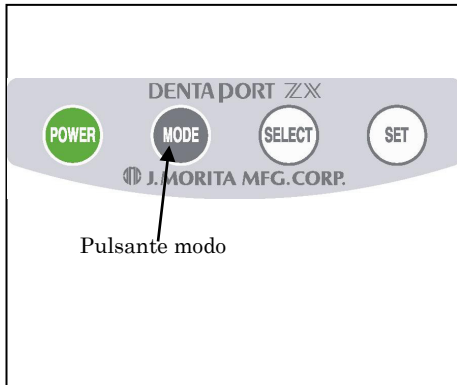 DENTAPORT ZX
POWER MODE SELECT SET
J.MORITA MFG.CORP.
Pulsante modo